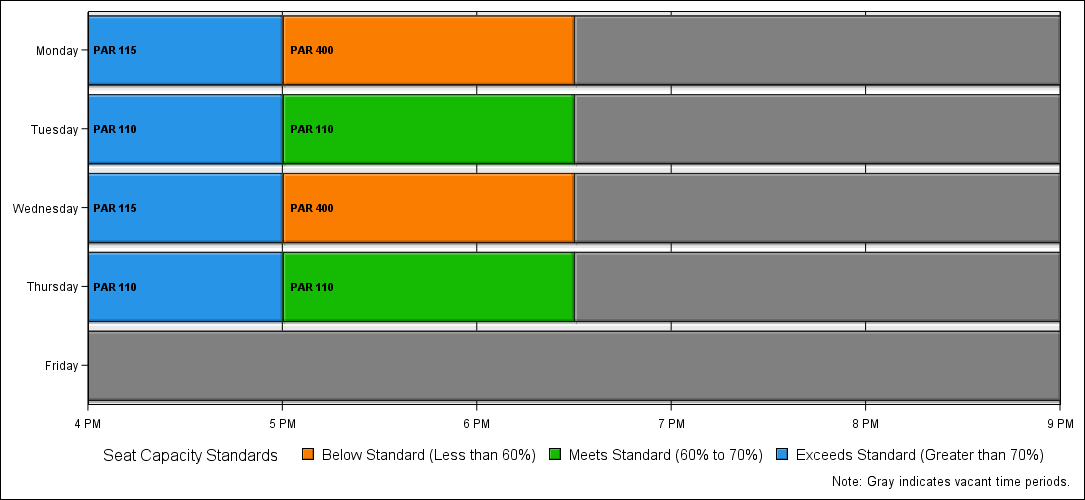 Monday PAR 115 PAR 400
Tuesday PAR 110 PAR 110
Wednesday PAR 115 PAR 400
Thursday PAR 110 PAR 110
Friday
4 PM 5 PM 6 PM 7 PM 8 PM 9 PM
Seat Capacity Standards Below Standard (Less than 60%) Meets Standard (60% to 70%) Exceeds Standard (Greater than 70%)
Note: Gray indicates vacant time periods.